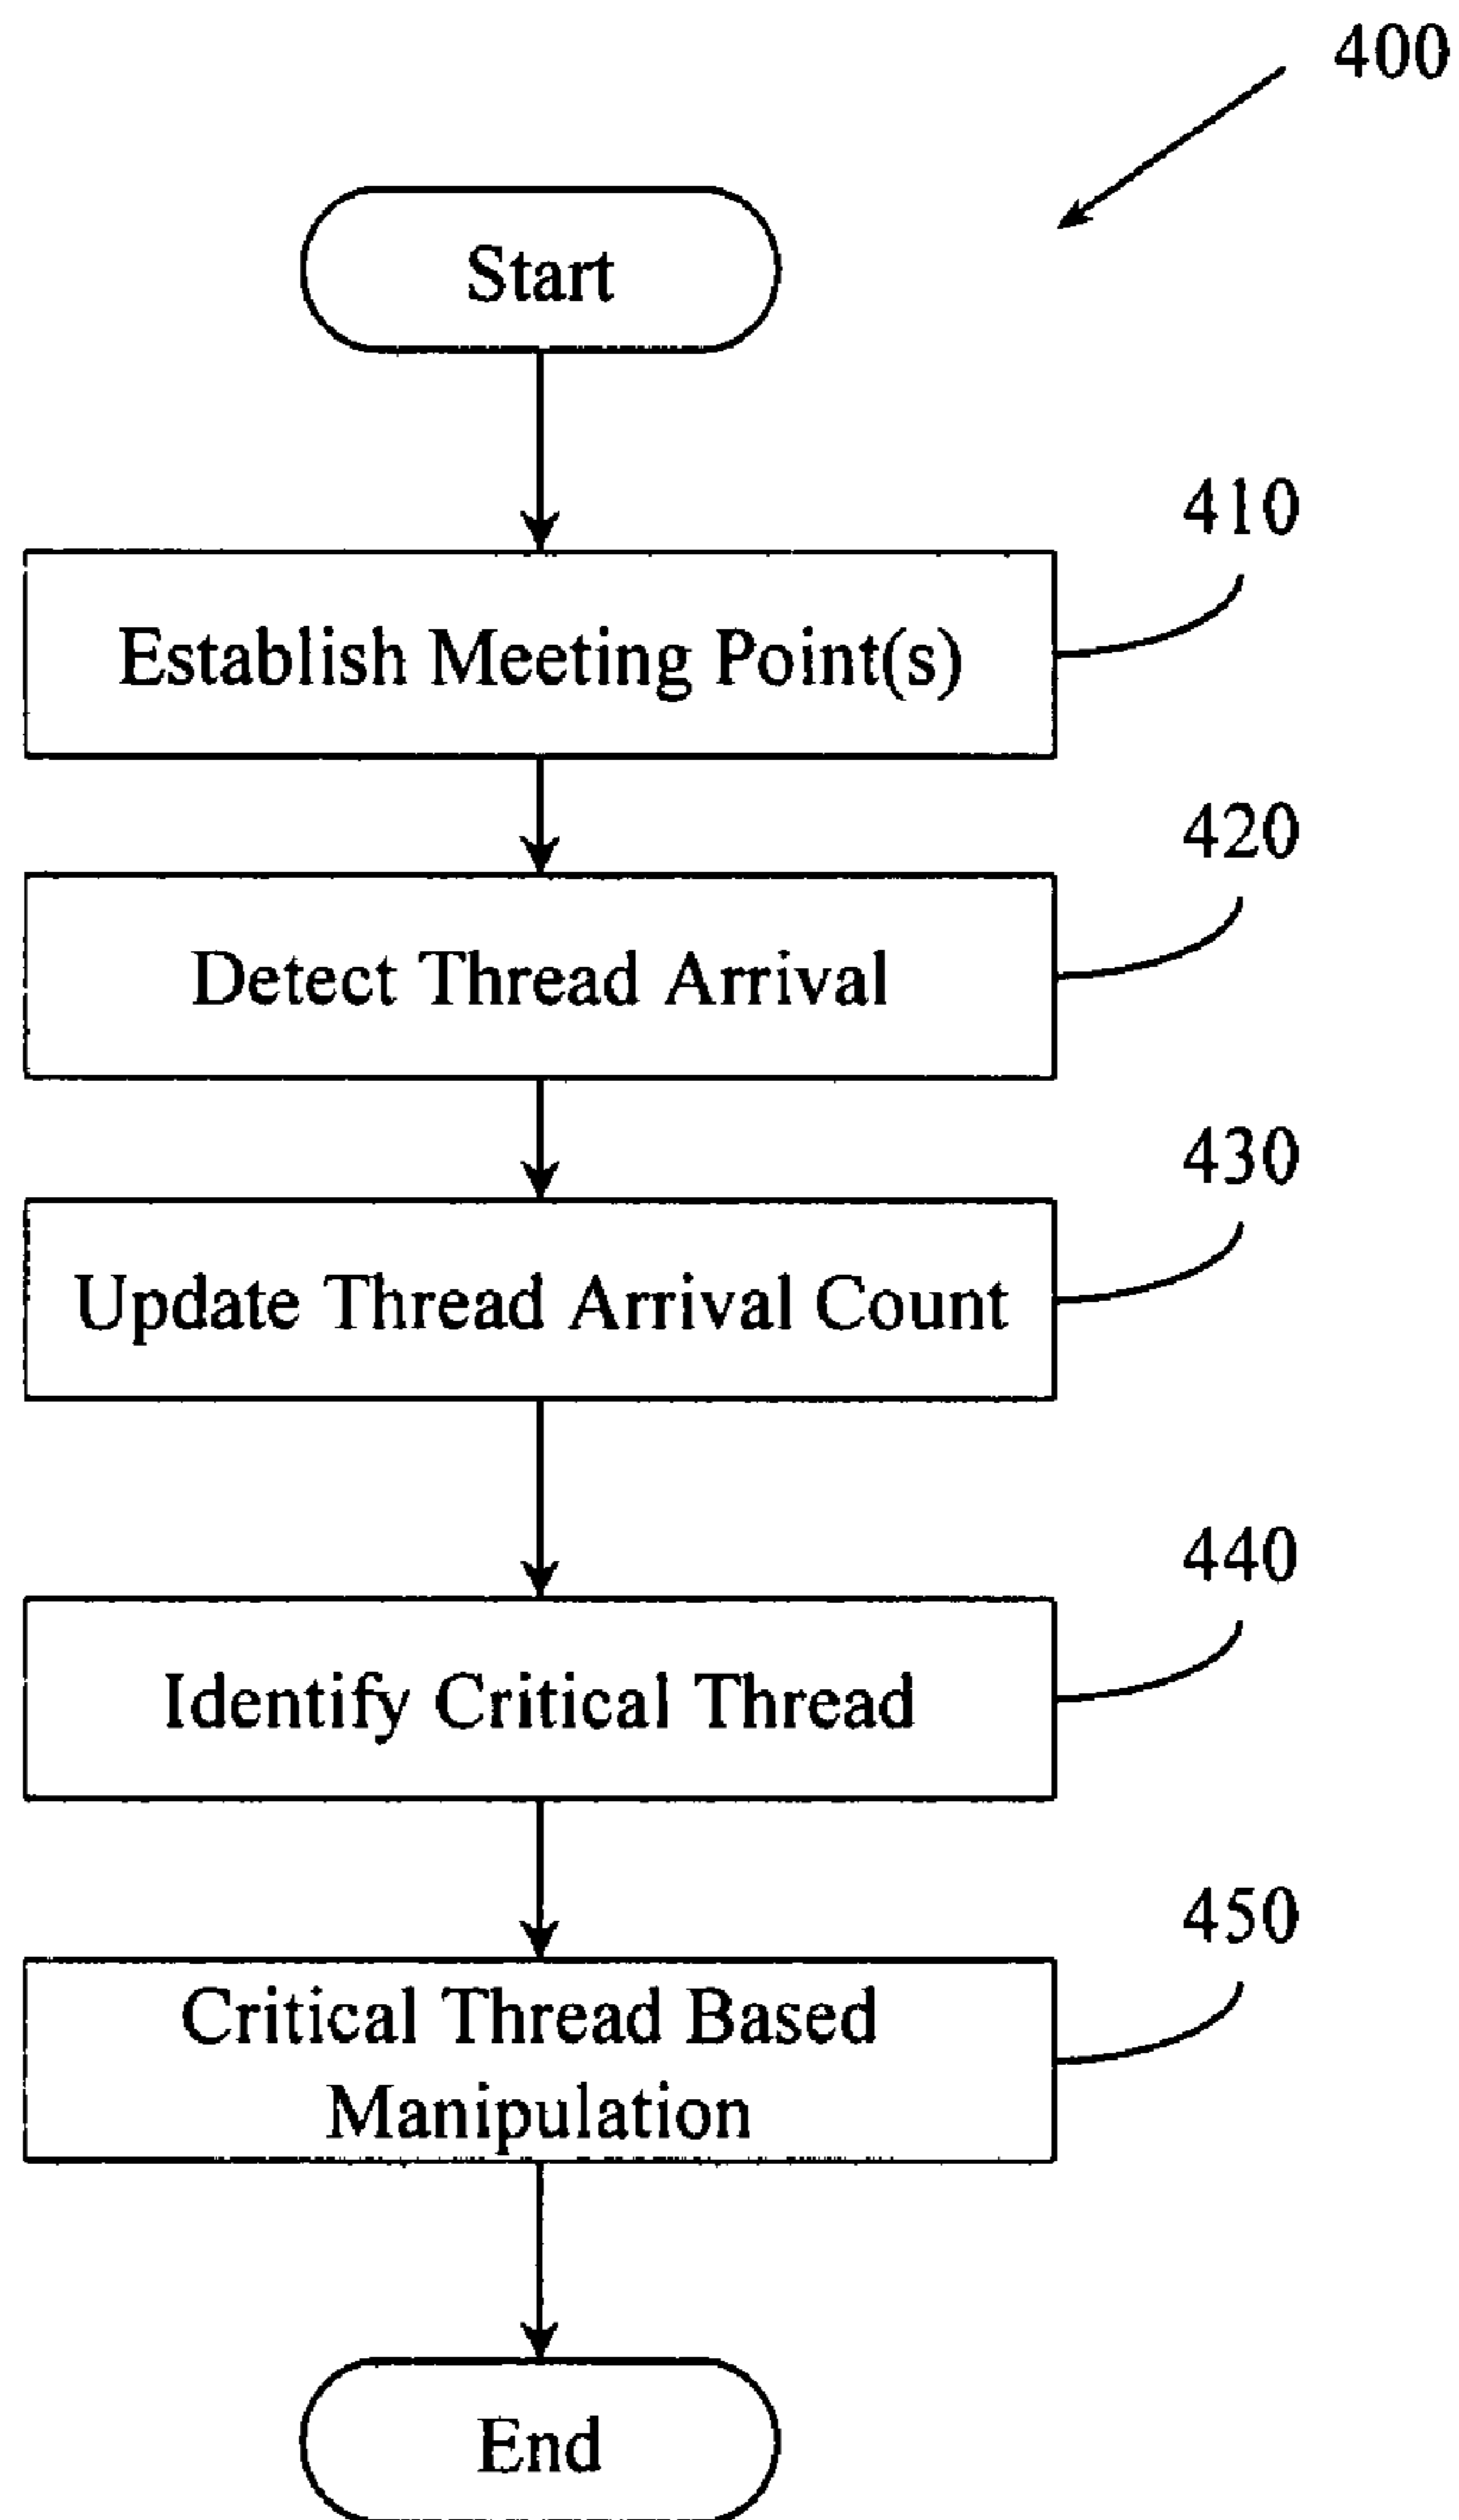 400
Start
410
Establish Meeting Point(s)
420
Detect Thread Arrival
430
Update Thread Arrival Count
440
Identify Critical Thread
450
Critical Thread Based
Manipulation
End